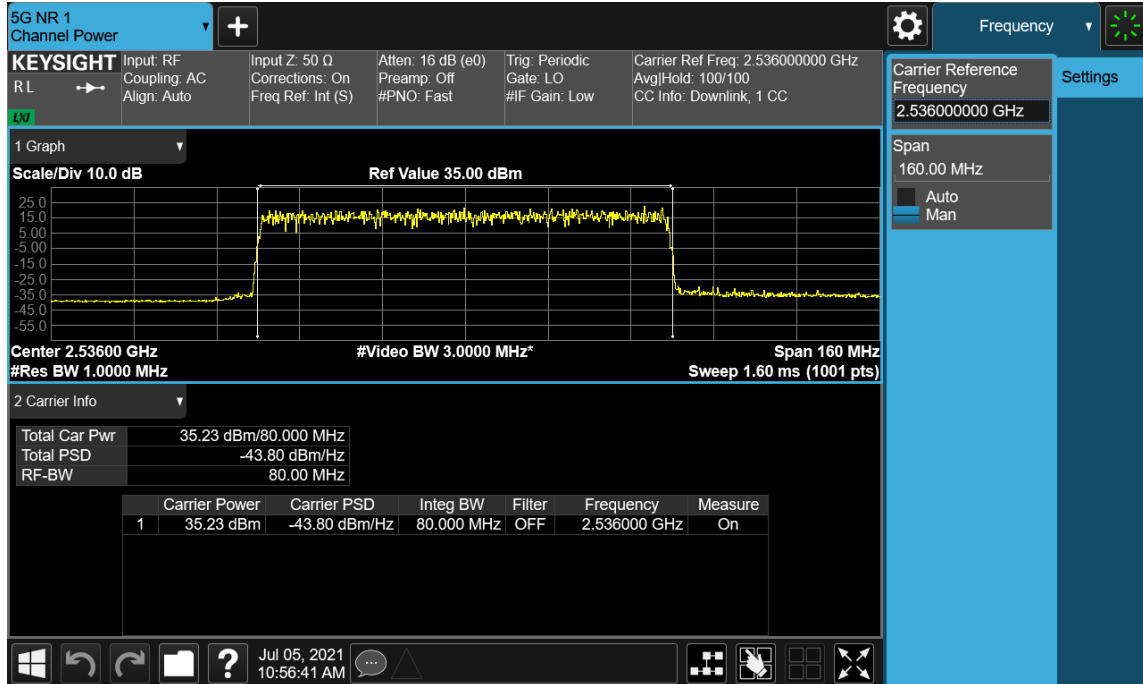 5G NR 1
Channel Power
+
Frequency
KEYSIGHT
R L
LXI
Input: RF
Coupling: AC
Align: Auto
Input Z: 50 Ω
Corrections: On
Freq Ref: Int (S)
Atten: 16 dB (e0)
Preamp: Off
#PNO: Fast
Trig: Periodic
Gate: LO
#IF Gain: Low
Carrier Ref Freq: 2.536000000 GHz
Avg|Hold: 100/100
CC Info: Downlink, 1 CC
Carrier Reference
Frequency
2.536000000 GHz
Settings
Span
160.00 MHz
Auto
Man
1 Graph
Scale/Div 10.0 dB
Ref Value 35.00 dBm
25.0
15.0
5.00
-5.00
-15.0
-25.0
-35.0
-45.0
-55.0
Center 2.53600 GHz
#Video BW 3.0000 MHz*
Span 160 MHz
#Res BW 1.0000 MHz
Sweep 1.60 ms (1001 pts)
2 Carrier Info
Total Car Pwr 35.23 dBm/80.000 MHz
Total PSD -43.80 dBm/Hz
RF-BW 80.00 MHz
Carrier Power Carrier PSD Integ BW Filter Frequency Measure
1 35.23 dBm -43.80 dBm/Hz 80.000 MHz OFF 2.536000 GHz On
?
Jul 05, 2021
10:56:41 AM